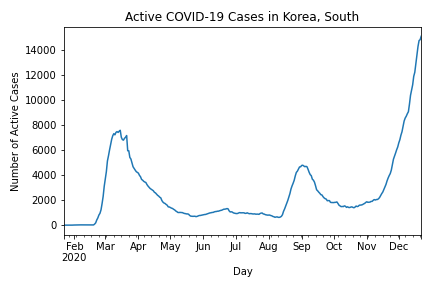 Active COVID-19 Cases in Korea, South
Number of Active Cases
14000
12000
10000
8000
6000
4000
2000
0
Feb Mar Apr May Jun Jul Aug Sep Oct Nov Dec
2020
Day